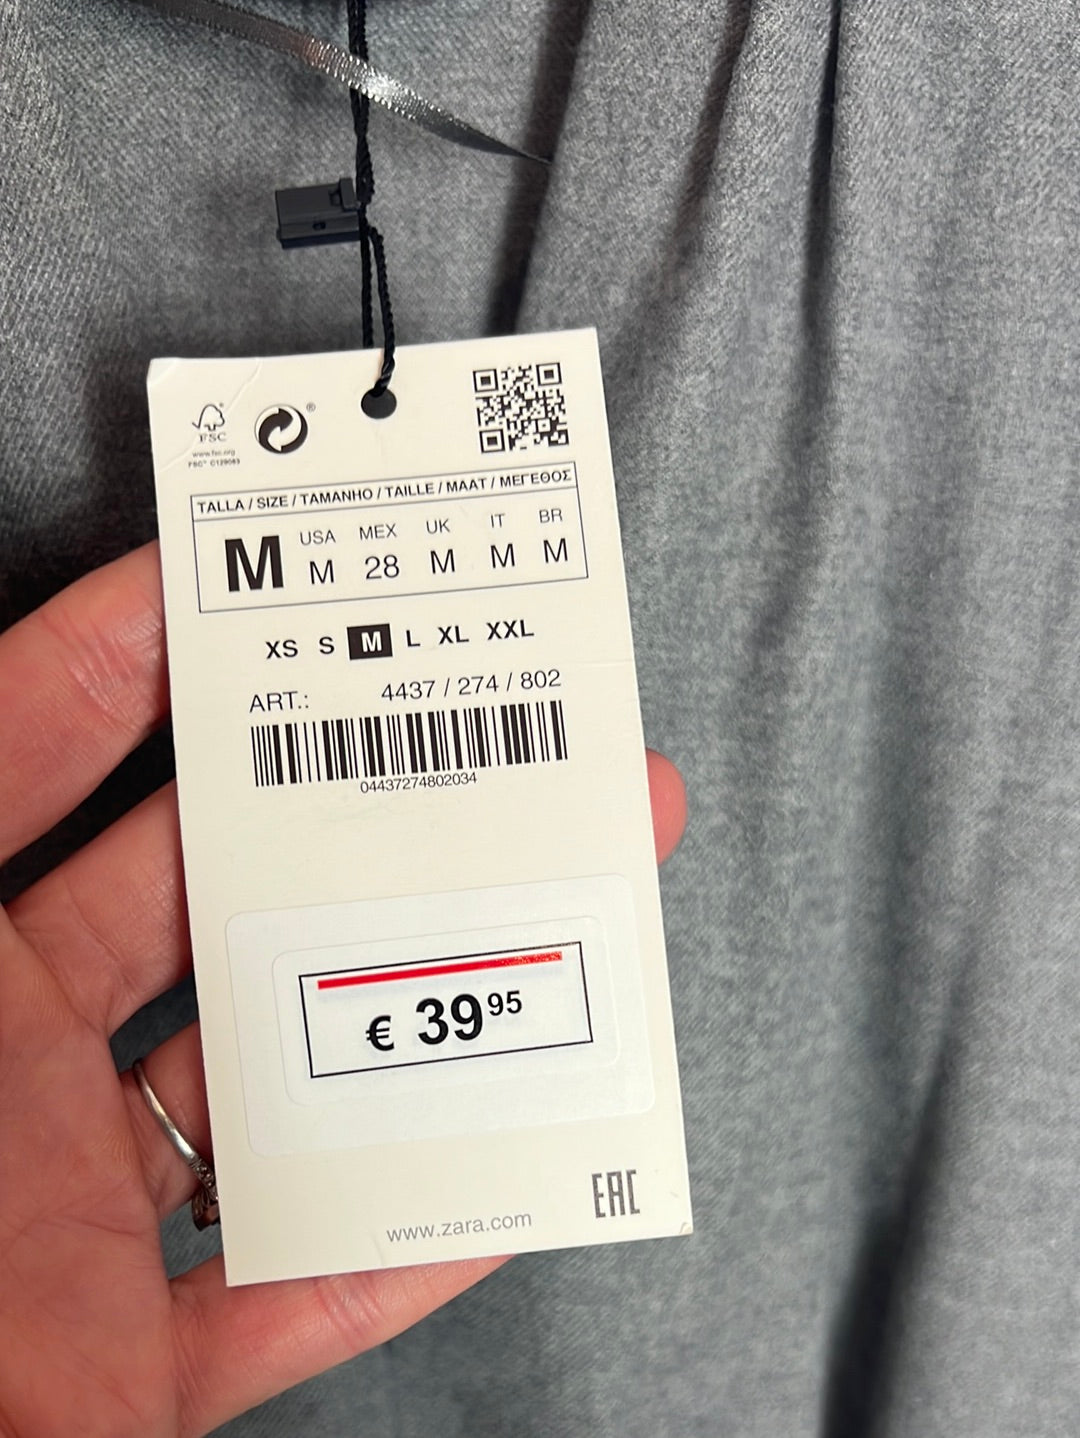 FSC
www.fsc.org
FSC™ C129083
®
TALLA / SIZE / TAMANHO / TAILLE / MAAT / ΜΕΓΕΘΟΣ
USA MEX UK IT BR
M M 28 M M M
XS S M L XL XXL
ART.: 4437 / 274 / 802
04437274802034
€ 39 95
EAC
www.zara.com